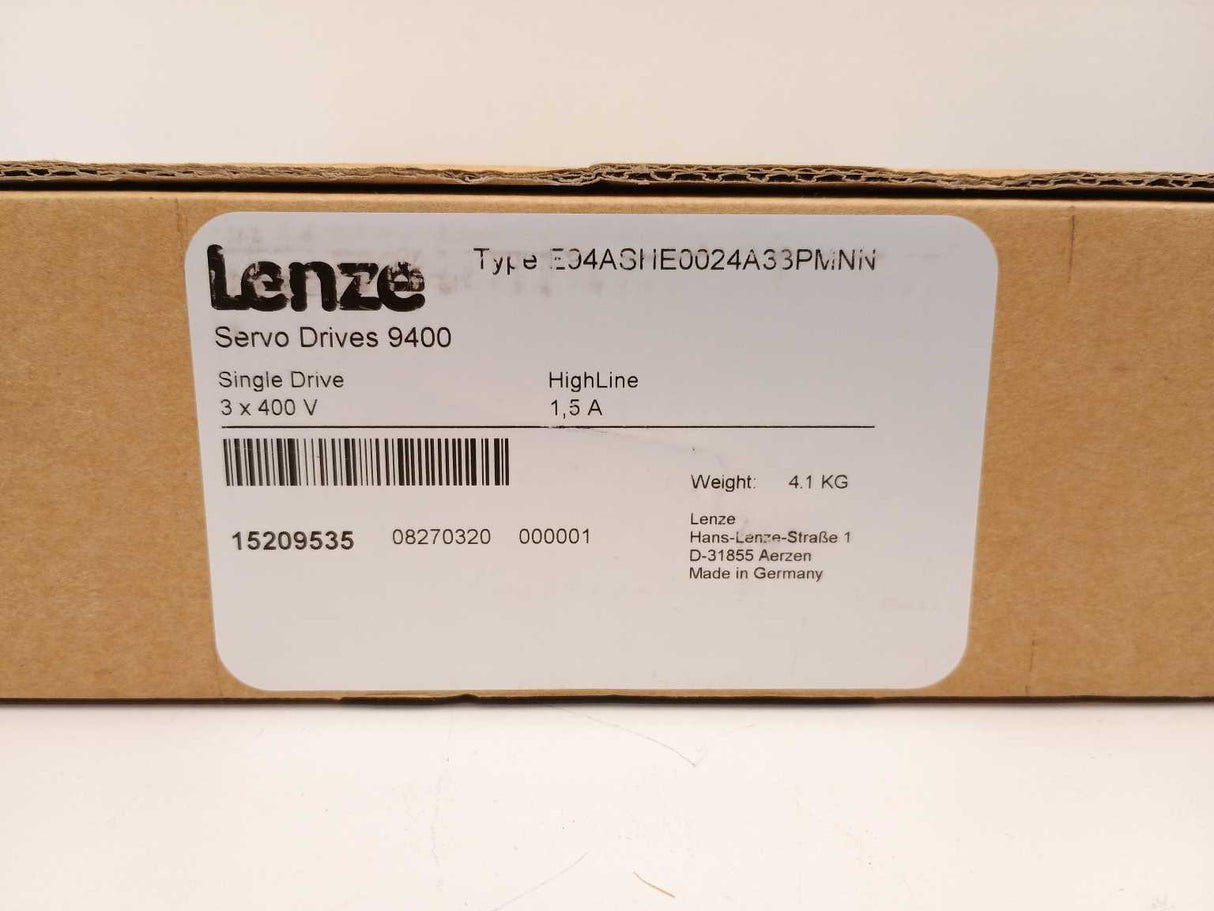 Lenze
Type E94ASHE0024A33PMNN
Servo Drives 9400
Single Drive
HighLine
3 x 400 V
1,5 A
Weight: 4.1 KG
15209535 08270320 000001
Lenze
Hans-Lenze-Straße 1
D-31855 Aerzen
Made in Germany